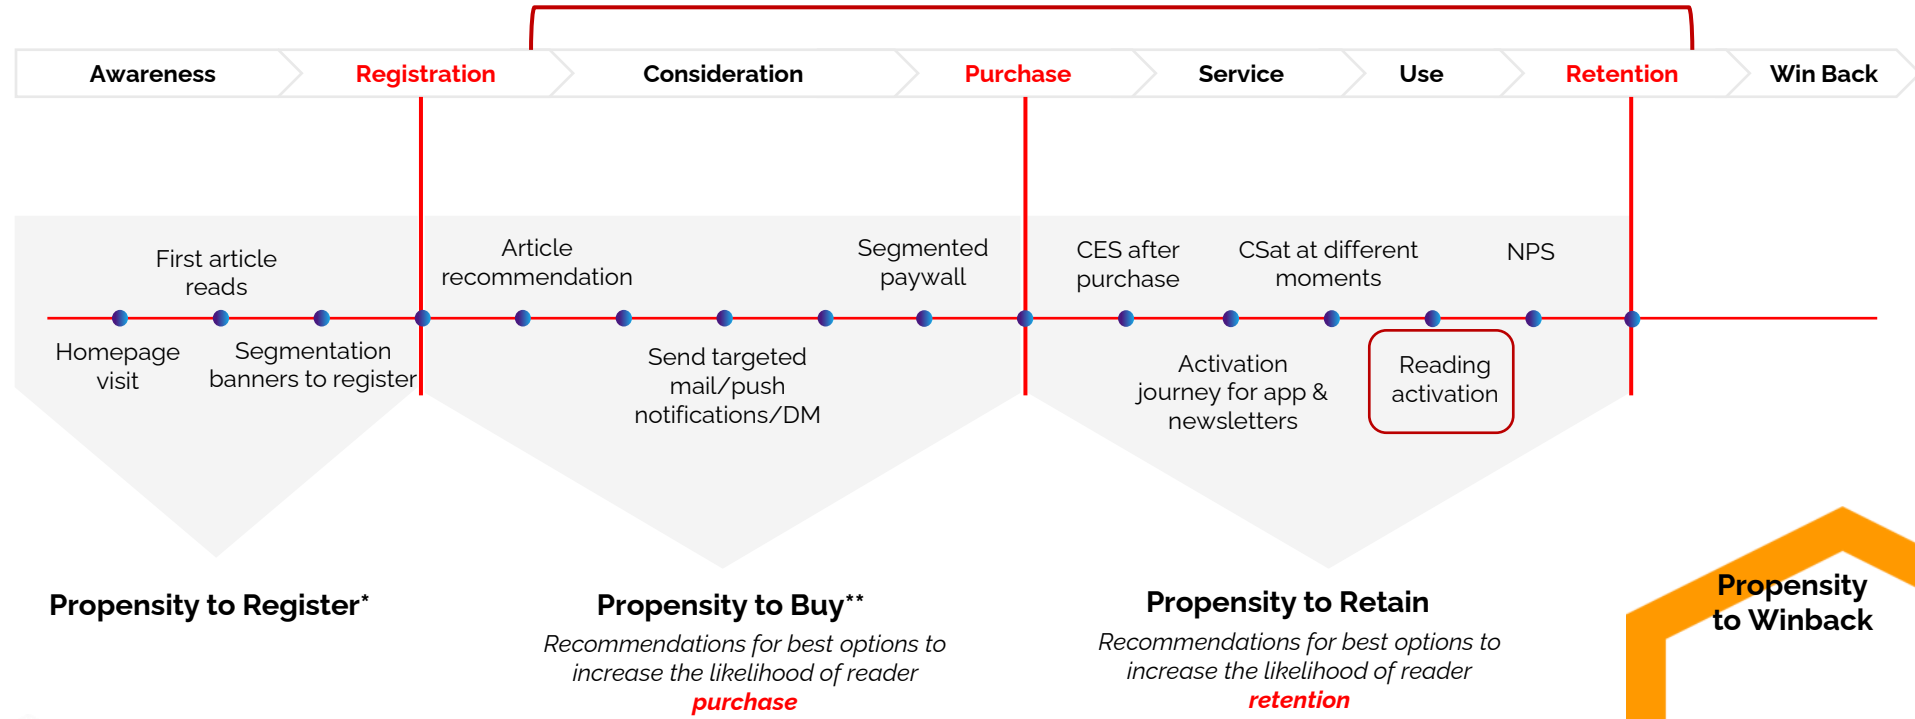 Awareness
Registration
Consideration
Purchase
Service
Use
Retention
Win Back
First article
reads
Article
recommendation
Segmented
paywall
CES after
purchase
CSat at different
moments
NPS
Homepage
visit
Segmentation
banners to register
Send targeted
mail/push
notifications/DM
Activation
journey for app &
newsletters
Reading
activation
Propensity to Register*
Propensity to Buy**
Recommendations for best options to
increase the likelihood of reader
purchase
Propensity to Retain
Recommendations for best options to
increase the likelihood of reader
retention
Propensity
to Winback